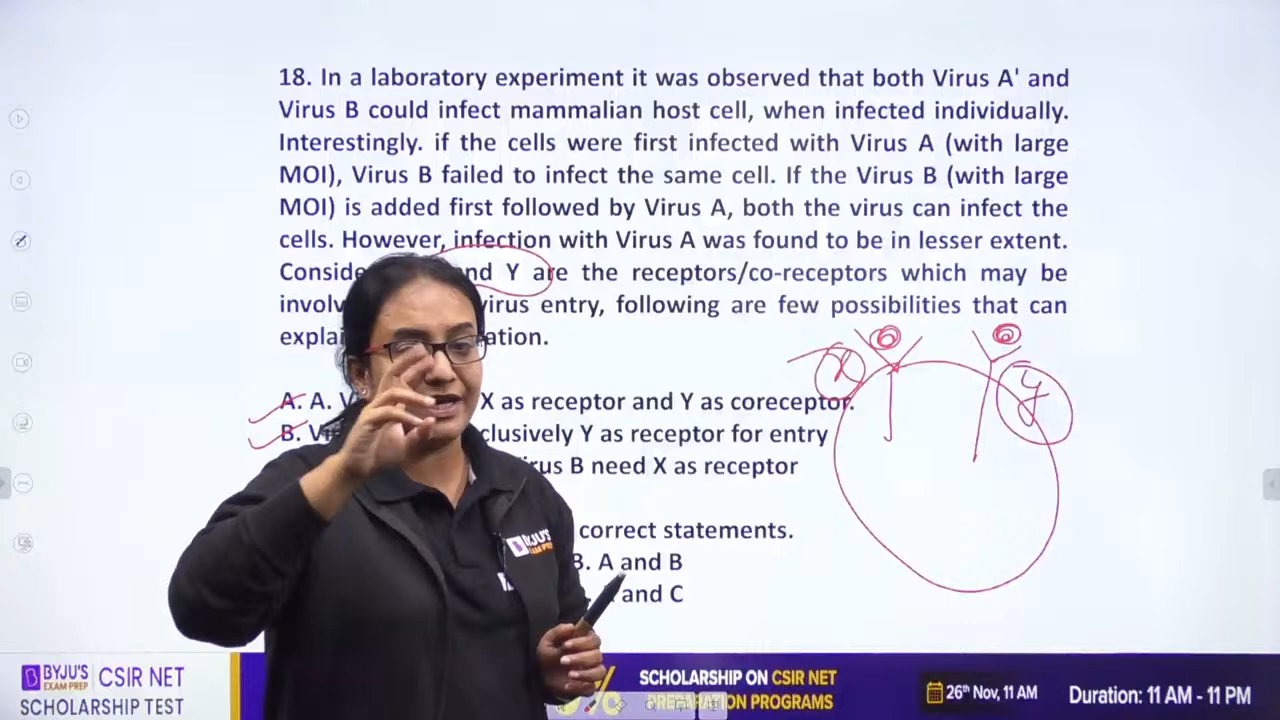 18. In a laboratory experiment it was observed that both Virus A' and
Virus B could infect mammalian host cell, when infected individually.
Interestingly. if the cells were first infected with Virus A (with large
MOI), Virus B failed to infect the same cell. If the Virus B (with large
MOI) is added first followed by Virus A, both the virus can infect the
cells. However, infection with Virus A was found to be in lesser extent.
and Y are the receptors/co-receptors which may be
virus entry, following are few possibilities that can
X
Y
A. A. X as receptor and Y as coreceptor.
B. Y as receptor for entry
need X as receptor
correct statements.
B. A and B
and C
BYJU'S
EXAM PREP
BYJU'S
EXAM PREP
CSIR NET
SCHOLARSHIP TEST
%
SCHOLARSHIP ON CSIR NET
PREPARATION PROGRAMS
26th Nov, 11 AM
Duration: 11 AM - 11 PM